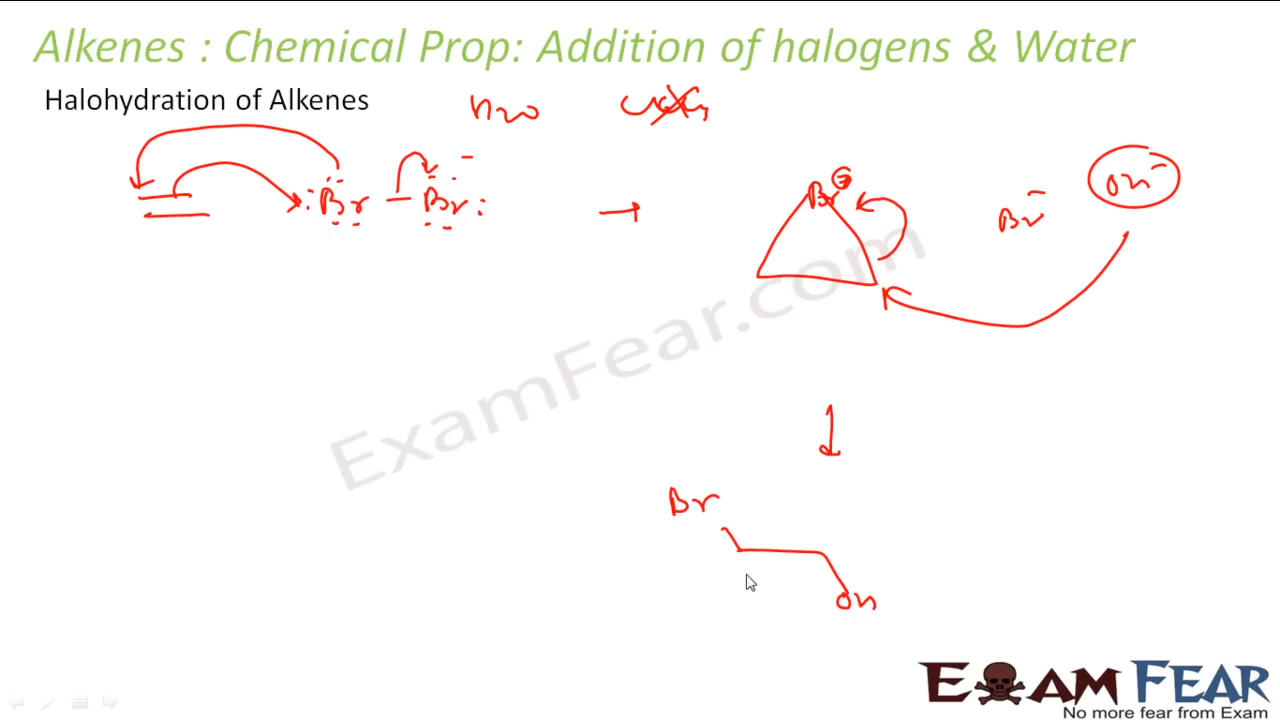 Alkenes : Chemical Prop: Addition of halogens & Water
Halohydration of Alkenes
H2O
:Br – Br: –
Br⊕
Br–
OH–
Br
OH
ExamFear.com
EXAM FEAR
No more fear from Exam